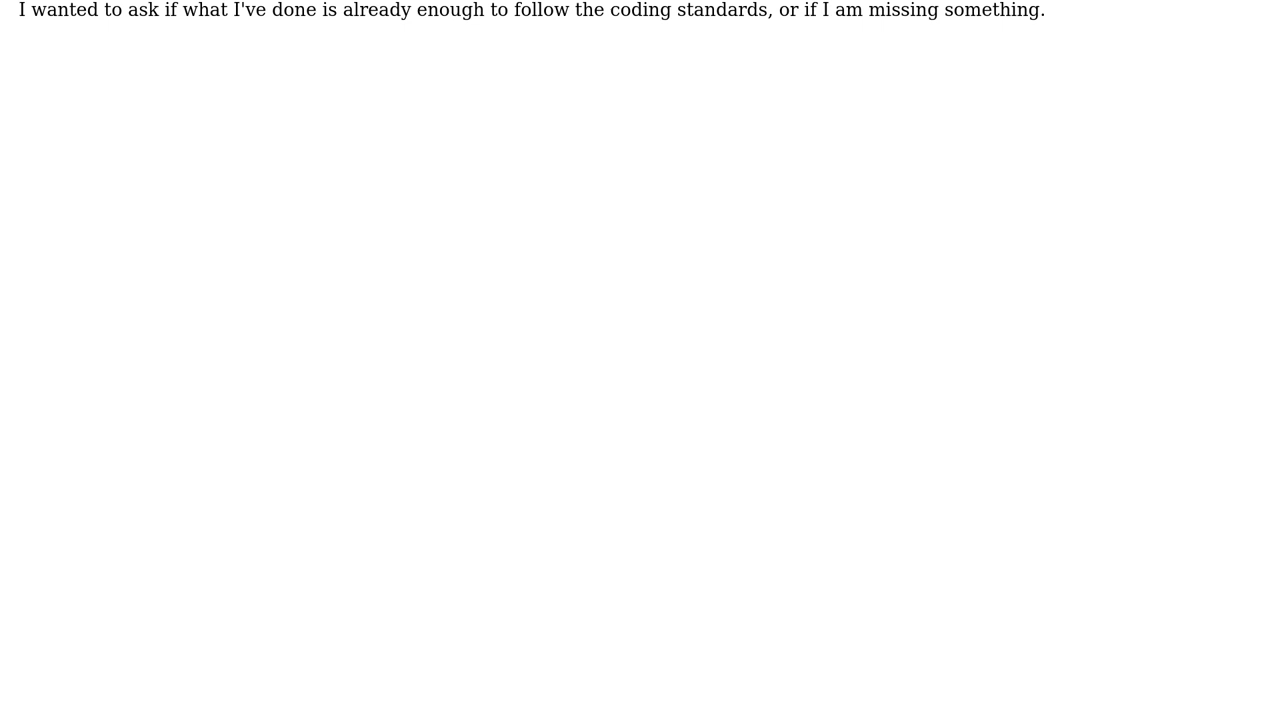 I wanted to ask if what I've done is already enough to follow the coding standards, or if I am missing something.